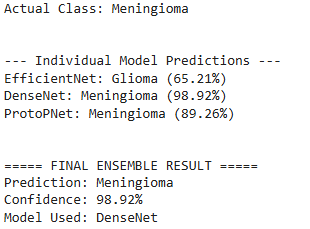 Actual Class: Meningioma
--- Individual Model Predictions ---
EfficientNet: Glioma (65.21%)
DenseNet: Meningioma (98.92%)
ProtoPNet: Meningioma (89.26%)
===== FINAL ENSEMBLE RESULT =====
Prediction: Meningioma
Confidence: 98.92%
Model Used: DenseNet